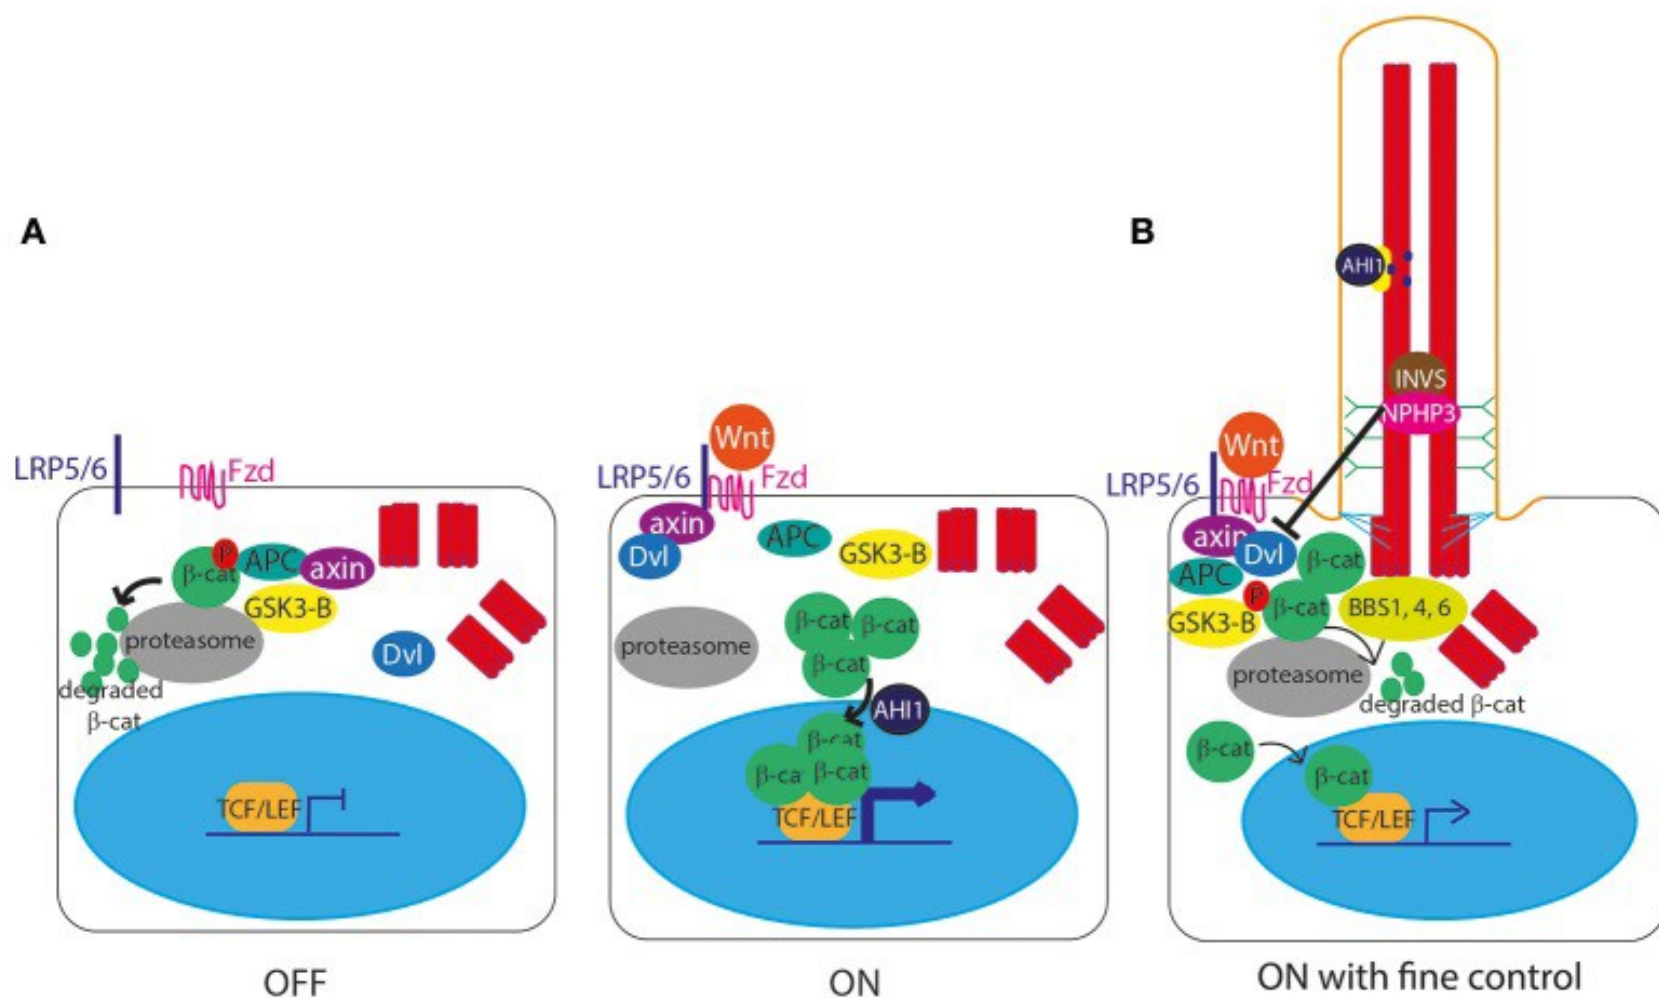 A
LRP5/6
Fzd
β-cat
P
APC
axin
GSK3-B
proteasome
Dvl
degraded
β-cat
TCF/LEF
OFF
Wnt
LRP5/6
Fzd
axin
Dvl
APC
GSK3-B
proteasome
β-cat
β-cat
β-cat
AHI1
β-cat
β-ca
β-cat
TCF/LEF
ON
B
AHI1
INVS
NPHP3
Wnt
LRP5/6
Fzd
axin
Dvl
β-cat
APC
P
β-cat
BBS1, 4, 6
GSK3-B
proteasome
degraded β-cat
β-cat
β-cat
TCF/LEF
ON with fine control